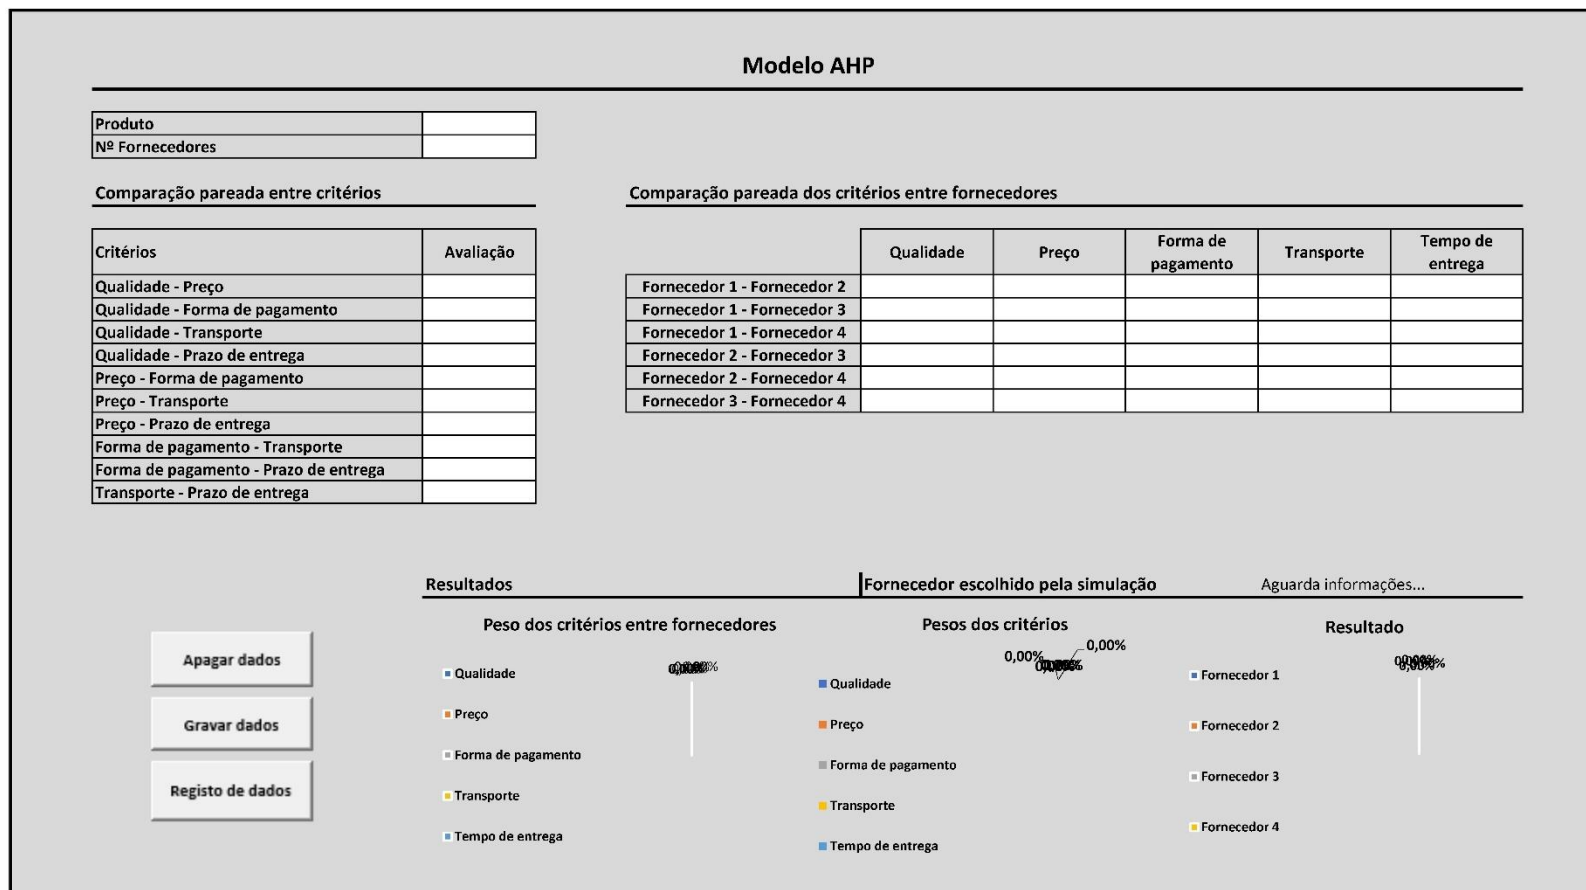 Modelo AHP
Produto
Nº Fornecedores
Comparação pareada entre critérios
Critérios Avaliação
Qualidade - Preço
Qualidade - Forma de pagamento
Qualidade - Transporte
Qualidade - Prazo de entrega
Preço - Forma de pagamento
Preço - Transporte
Preço - Prazo de entrega
Forma de pagamento - Transporte
Forma de pagamento - Prazo de entrega
Transporte - Prazo de entrega
Comparação pareada dos critérios entre fornecedores
Qualidade Preço Forma de pagamento Transporte Tempo de entrega
Fornecedor 1 - Fornecedor 2
Fornecedor 1 - Fornecedor 3
Fornecedor 1 - Fornecedor 4
Fornecedor 2 - Fornecedor 3
Fornecedor 2 - Fornecedor 4
Fornecedor 3 - Fornecedor 4
Apagar dados
Gravar dados
Registo de dados
Resultados
Fornecedor escolhido pela simulação Aguarda informações...
Peso dos critérios entre fornecedores
Qualidade
Preço
Forma de pagamento
Transporte
Tempo de entrega
Pesos dos critérios
0,00%
0,00%
Qualidade
Preço
Forma de pagamento
Transporte
Tempo de entrega
Resultado
Fornecedor 1
Fornecedor 2
Fornecedor 3
Fornecedor 4